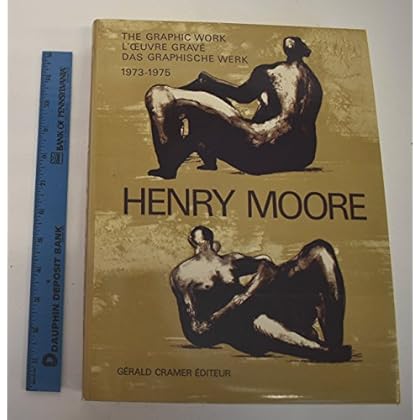 THE GRAPHIC WORK
L'ŒUVRE GRAVÉ
DAS GRAPHISCHE WERK
1973-1975
HENRY MOORE
GÉRALD CRAMER ÉDITEUR
BANK OF PENNSYLVANIA
DAUPHIN DEPOSIT BANK